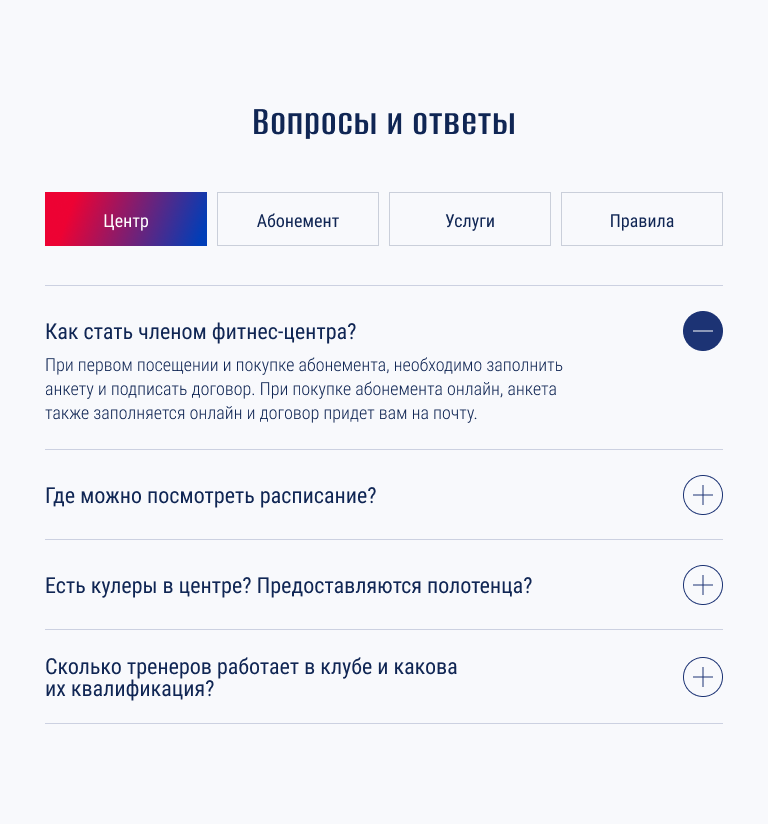 Вопросы и ответы
Центр
Абонемент
Услуги
Правила
Как стать членом фитнес-центра?
При первом посещении и покупке абонемента, необходимо заполнить
анкету и подписать договор. При покупке абонемента онлайн, анкета
также заполняется онлайн и договор придет вам на почту.
Где можно посмотреть расписание?
Есть кулеры в центре? Предоставляются полотенца?
Сколько тренеров работает в клубе и какова
их квалификация?